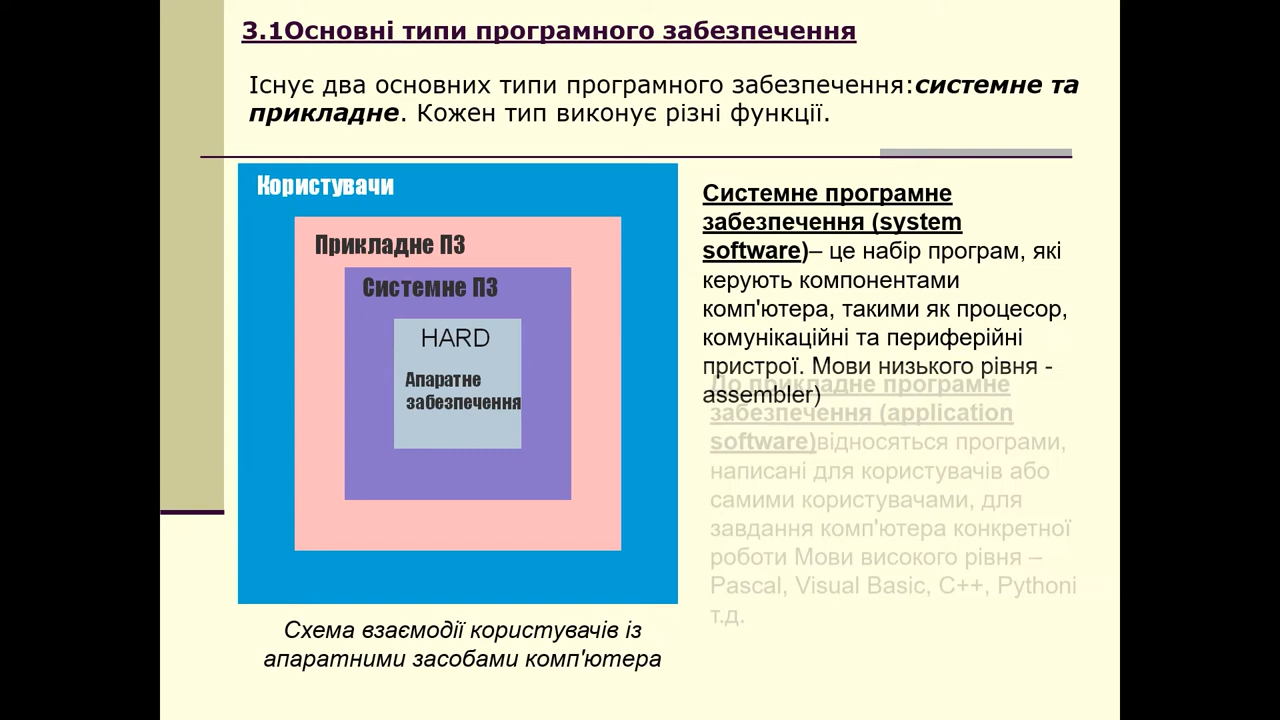 3.1Основні типи програмного забезпечення
Існує два основних типи програмного забезпечення:системне та
прикладне. Кожен тип виконує різні функції.
Користувачи
Прикладне ПЗ
Системне ПЗ
HARD
Апаратне
забезпечення
Схема взаємодії користувачів із
апаратними засобами комп'ютера
Системне програмне
забезпечення (system
software)– це набір програм, які
керують компонентами
комп'ютера, такими як процесор,
комунікаційні та периферійні
пристрої. Мови низького рівня -
assembler)
До прикладне програмне
забезпечення (application
software)відносяться програми,
написані для користувачів або
самими користувачами, для
завдання комп'ютера конкретної
роботи Мови високого рівня –
Pascal, Visual Basic, C++, Pythonі
т.д.